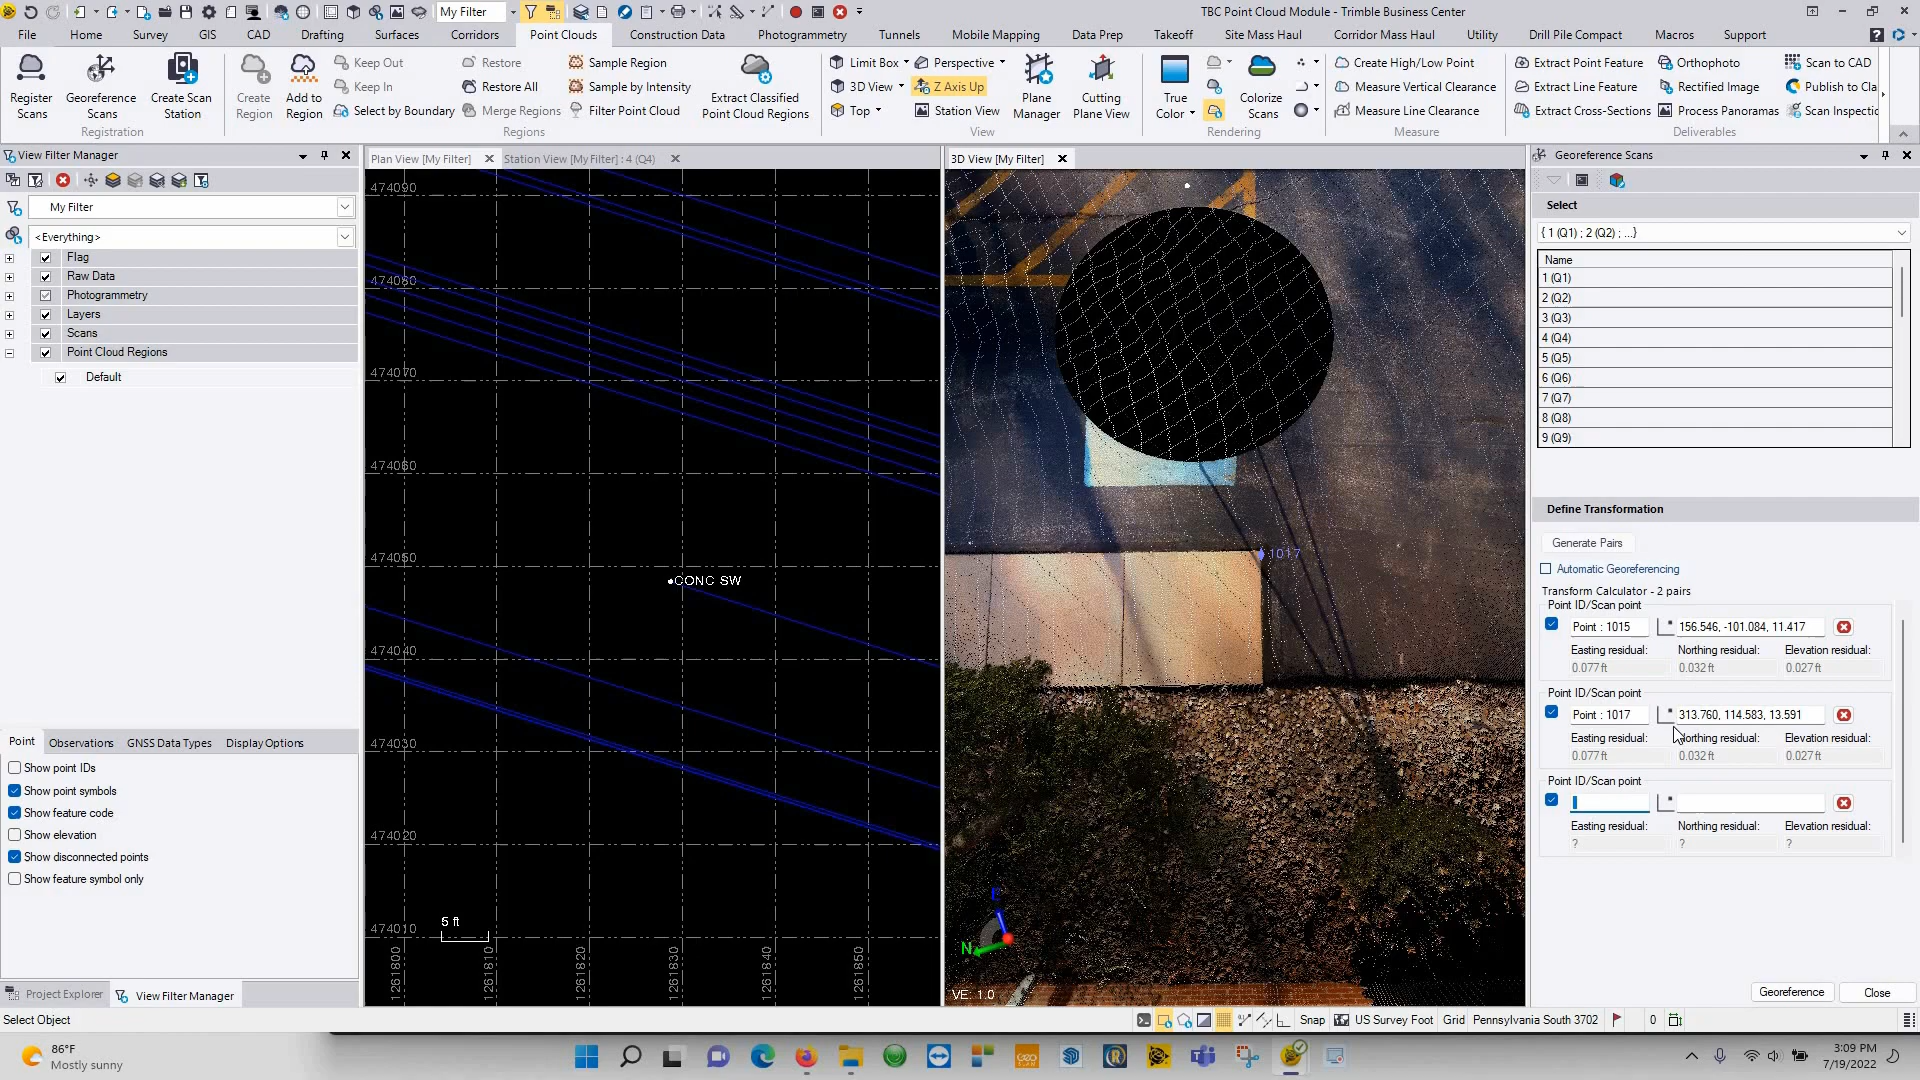 My Filter
TBC Point Cloud Module - Trimble Business Center
File Home Survey GIS CAD Drafting Surfaces Corridors Point Clouds Construction Data Photogrammetry Tunnels Mobile Mapping Data Prep Takeoff Site Mass Haul Corridor Mass Haul Utility Drill Pile Compact Macros Support
Register Scans
Georeference Scans
Create Scan Station
Registration
Create Region
Add to Region
Keep Out
Keep In
Select by Boundary
Restore
Restore All
Merge Regions
Sample Region
Sample by Intensity
Filter Point Cloud
Extract Classified Point Cloud Regions
Regions
Limit Box
3D View
Top
Perspective
Z Axis Up
Station View
Plane Manager
Cutting Plane View
View
True Color
Colorize Scans
Rendering
Create High/Low Point
Measure Vertical Clearance
Measure Line Clearance
Measure
Extract Point Feature
Extract Line Feature
Extract Cross-Sections
Orthophoto
Rectified Image
Process Panoramas
Scan to CAD
Publish to Cla
Scan Inspectic
Deliverables
View Filter Manager
My Filter
<Everything>
Flag
Raw Data
Photogrammetry
Layers
Scans
Point Cloud Regions
Default
Point Observations GNSS Data Types Display Options
Show point IDs
Show point symbols
Show feature code
Show elevation
Show disconnected points
Show feature symbol only
Project Explorer View Filter Manager
Select Object
Plan View [My Filter] Station View [My Filter] : 4 (Q4)
474090
474080
474070
474060
474050
474040
474030
474020
474010
CONC SW
5 ft
1261800
1261810
1261820
1261830
1261840
1261850
3D View [My Filter]
1017
E
N
VE: 1.0
Georeference Scans
Select
{ 1 (Q1) ; 2 (Q2) ; ...}
Name
1 (Q1)
2 (Q2)
3 (Q3)
4 (Q4)
5 (Q5)
6 (Q6)
7 (Q7)
8 (Q8)
9 (Q9)
Define Transformation
Generate Pairs
Automatic Georeferencing
Transform Calculator - 2 pairs
Point ID/Scan point
Point : 1015 156.546, -101.084, 11.417
Easting residual: Northing residual: Elevation residual:
0.077 ft 0.032 ft 0.027 ft
Point ID/Scan point
Point : 1017 313.760, 114.583, 13.591
Easting residual: Northing residual: Elevation residual:
0.077 ft 0.032 ft 0.027 ft
Point ID/Scan point
Easting residual: Northing residual: Elevation residual:
? ? ?
Georeference Close
Snap US Survey Foot Grid Pennsylvania South 3702 0
86°F
Mostly sunny
3:09 PM
7/19/2022